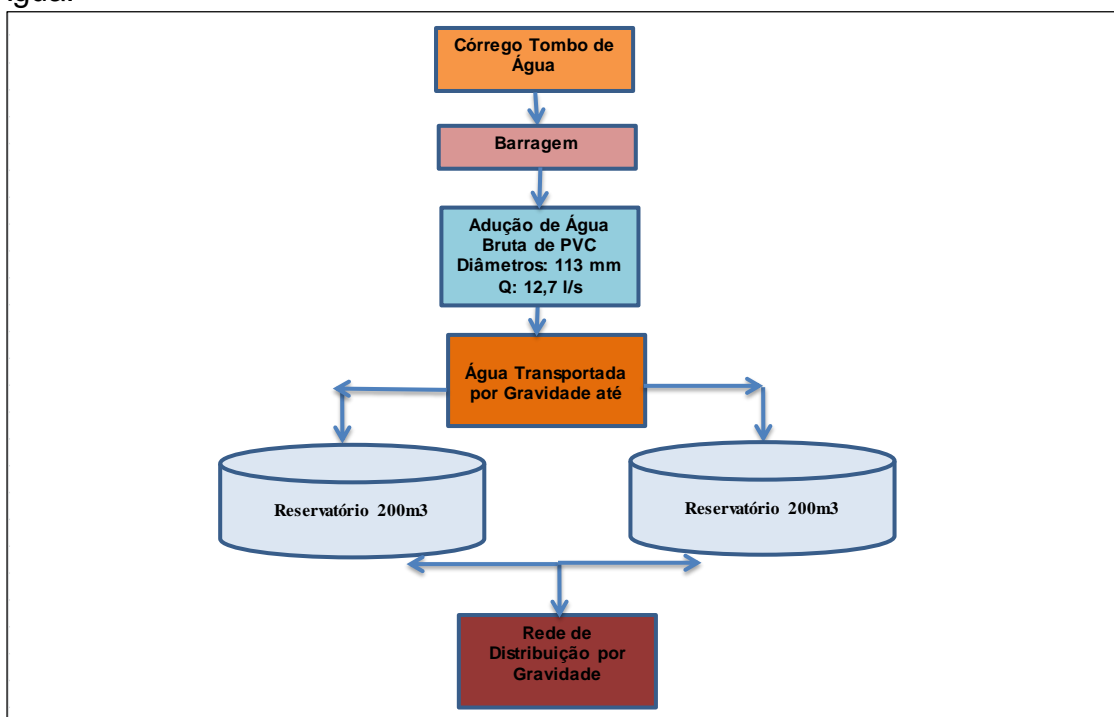 Córrego Tombo de
Água
Barragem
Adução de Água
Bruta de PVC
Diâmetros: 113 mm
Q: 12,7 l/s
Água Transportada
por Gravidade até
Reservatório 200m3
Reservatório 200m3
Rede de
Distribuição por
Gravidade